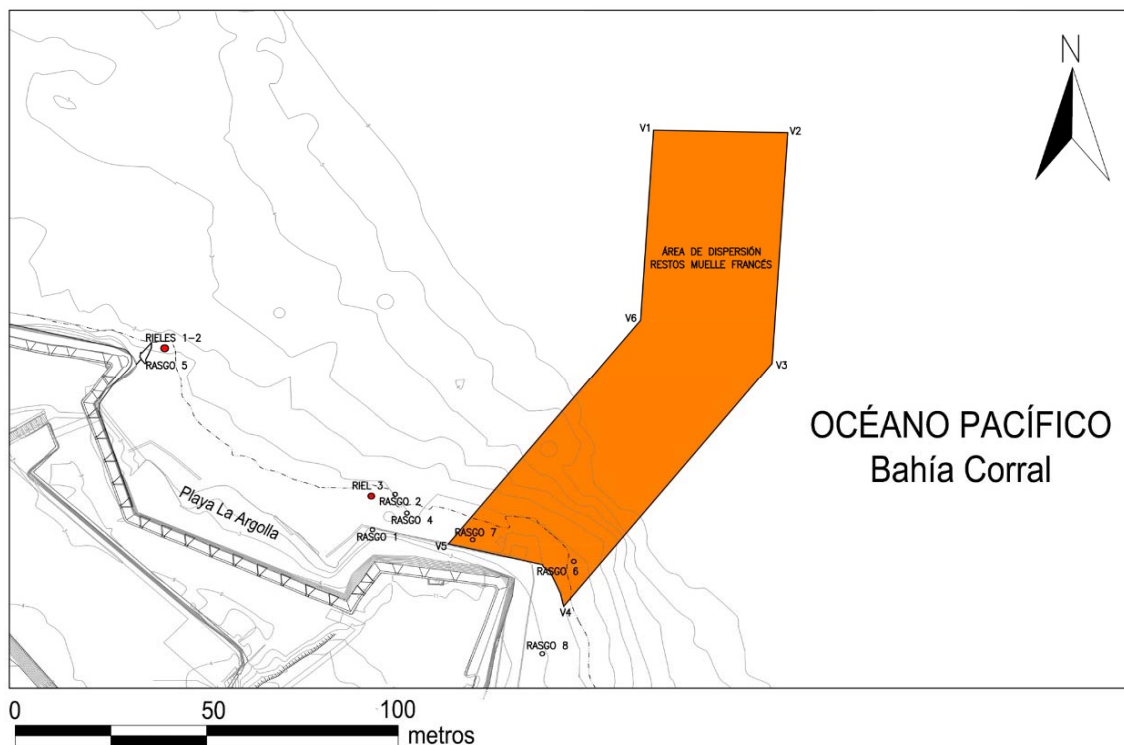 N
V1
V2
ÁREA DE DISPERSIÓN
RESTOS MUELLE FRANCÉS
V6
RIELES 1-2
RASGO 5
V3
OCÉANO PACÍFICO
Bahía Corral
RIEL 3
RASGO 2
Playa La Argolla
RASGO 4
RASGO 1
RASGO 7
V5
RASGO 6
V4
RASGO 8
0 50 100
metros